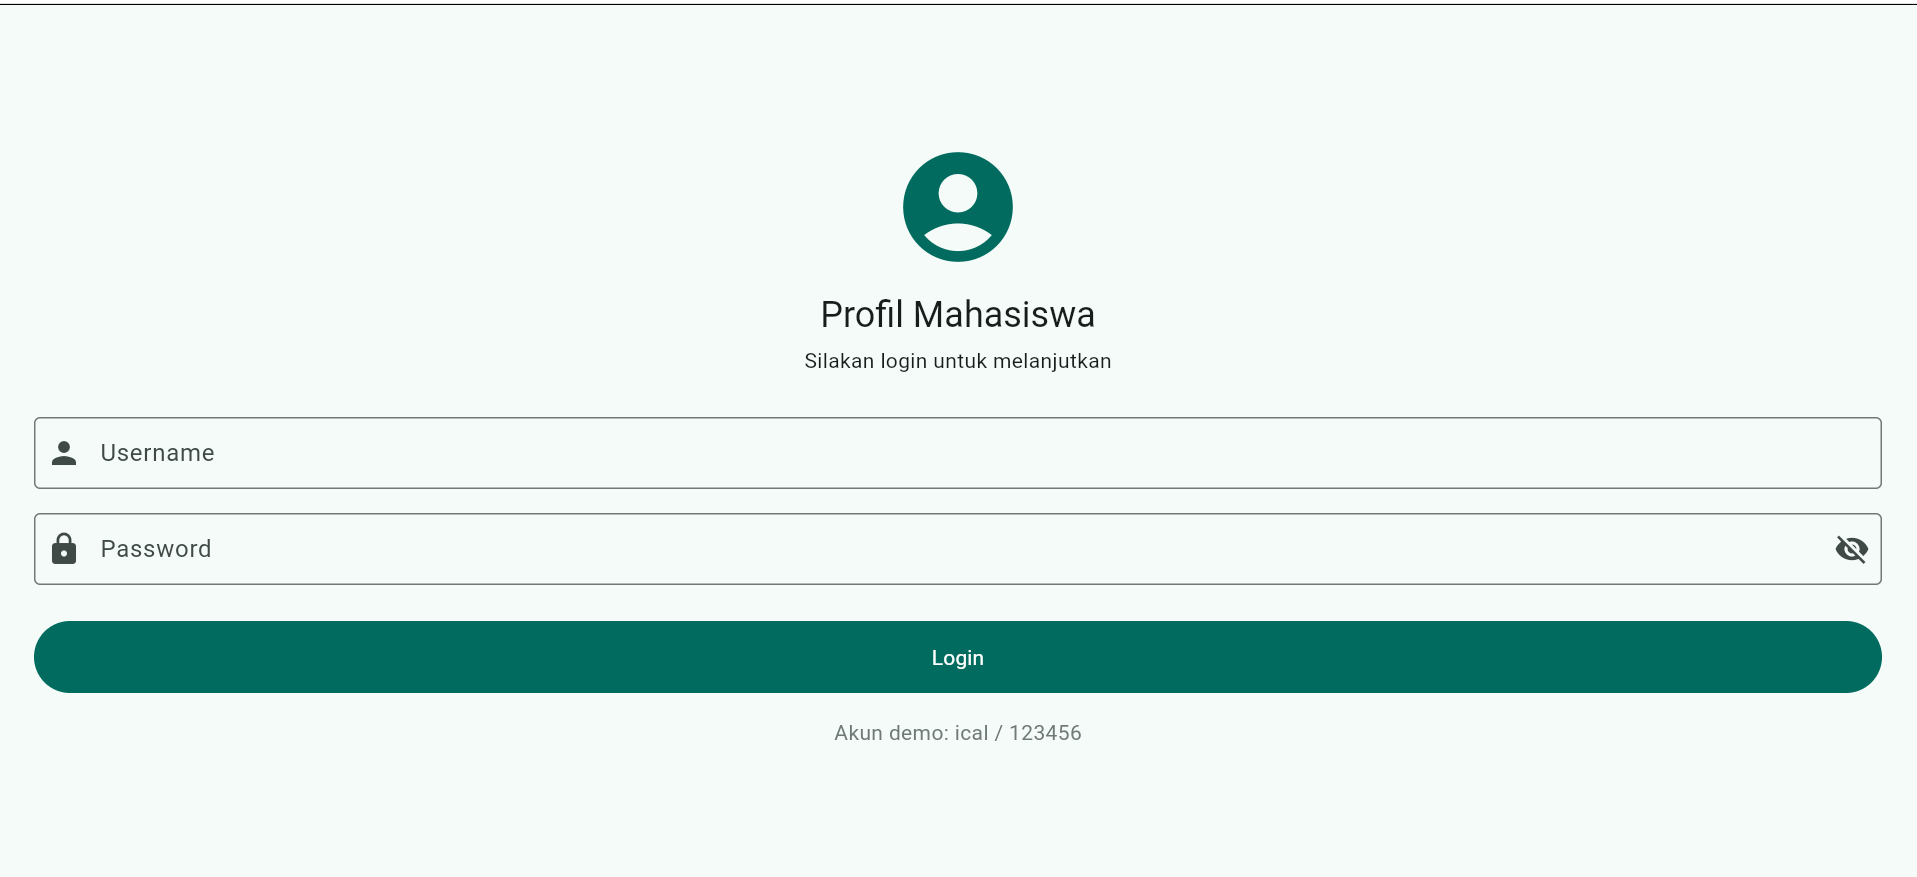 Profil Mahasiswa
Silakan login untuk melanjutkan
Username
Password
Login
Akun demo: ical / 123456